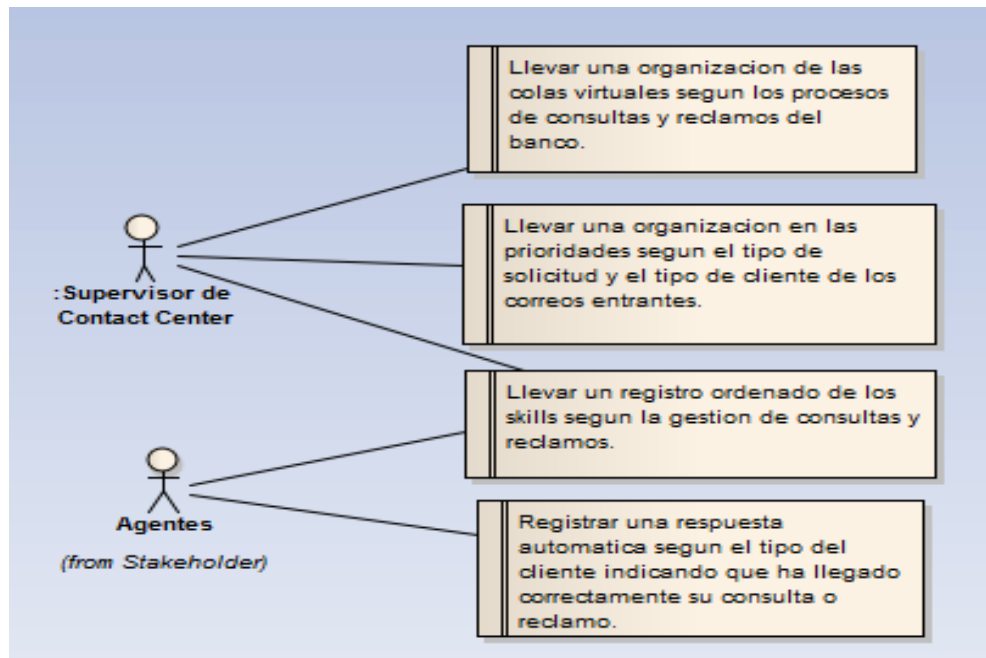 Llevar una organizacion de las
colas virtuales segun los procesos
de consultas y reclamos del
banco.
Llevar una organizacion en las
prioridades segun el tipo de
solicitud y el tipo de cliente de los
correos entrantes.
:Supervisor de
Contact Center
Llevar un registro ordenado de los
skills segun la gestion de consultas y
reclamos.
Agentes
(from Stakeholder)
Registrar una respuesta
automatica segun el tipo del
cliente indicando que ha llegado
correctamente su consulta o
reclamo.